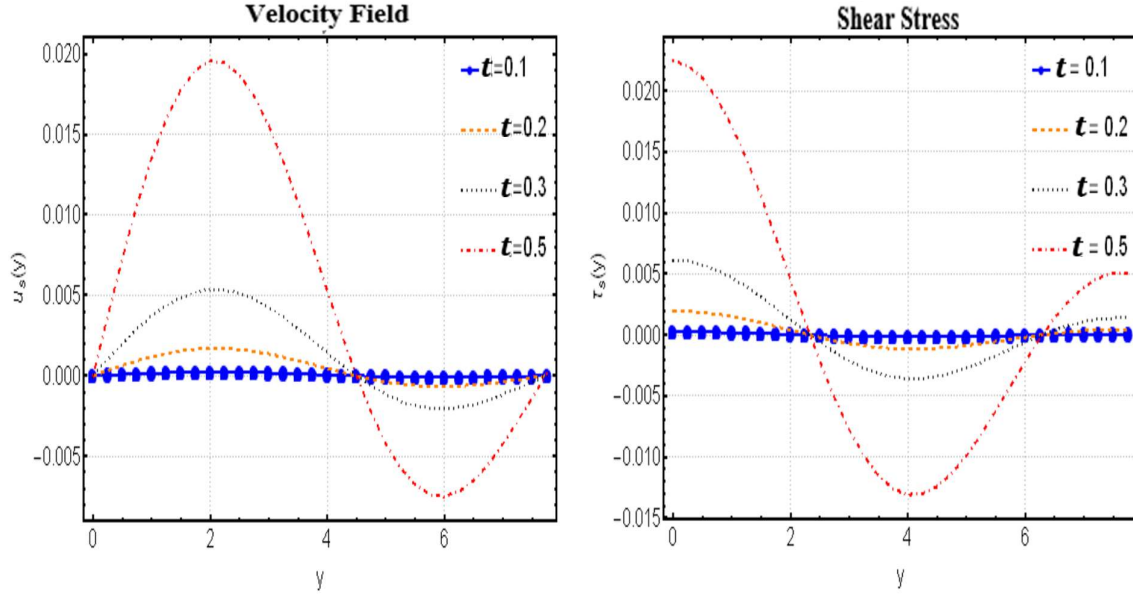 Velocity Field
0.020
0.015
0.010
0.005
0.000
−0.005
u_s(y)
0
2
4
6
y
t=0.1
t=0.2
t=0.3
t=0.5
Shear Stress
0.020
0.015
0.010
0.005
0.000
−0.005
−0.010
−0.015
τ_s(y)
0
2
4
6
y
t = 0.1
t = 0.2
t = 0.3
t = 0.5